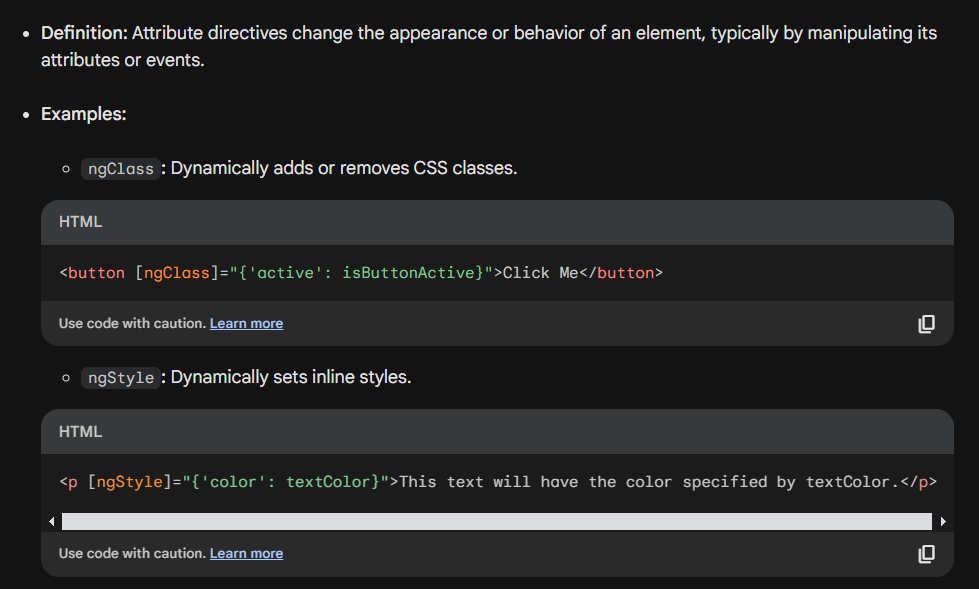 Definition: Attribute directives change the appearance or behavior of an element, typically by manipulating its
attributes or events.
Examples:
ngClass: Dynamically adds or removes CSS classes.
HTML
<button [ngClass]="{'active': isButtonActive}">Click Me</button>
Use code with caution. Learn more
ngStyle: Dynamically sets inline styles.
HTML
<p [ngStyle]="{'color': textColor}">This text will have the color specified by textColor.</p>
Use code with caution. Learn more